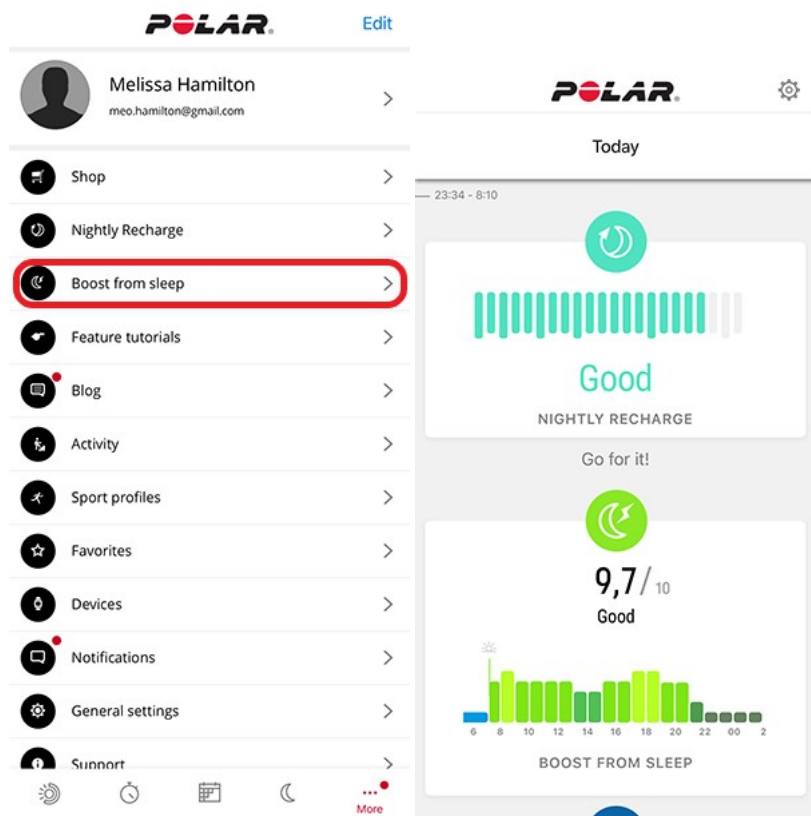 POLAR.
Edit
Melissa Hamilton
meo.hamilton@gmail.com
Shop
Nightly Recharge
Boost from sleep
Feature tutorials
Blog
Activity
Sport profiles
Favorites
Devices
Notifications
General settings
Support
More
POLAR.
Today
23:34 - 8:10
Good
NIGHTLY RECHARGE
Go for it!
9,7/ 10
Good
6 8 10 12 14 16 18 20 22 00 2
BOOST FROM SLEEP